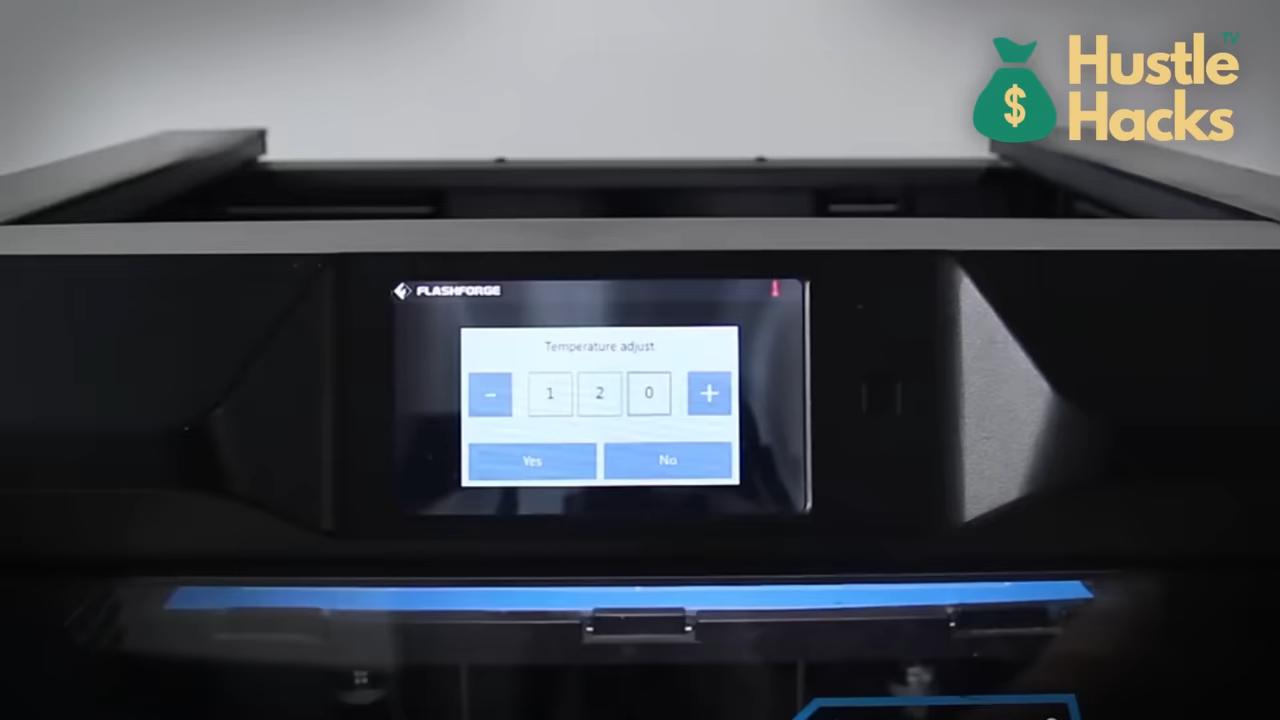 Hustle TV
Hacks
$
FLASHFORGE
Temperature adjust
- 1 2 0 +
Yes No